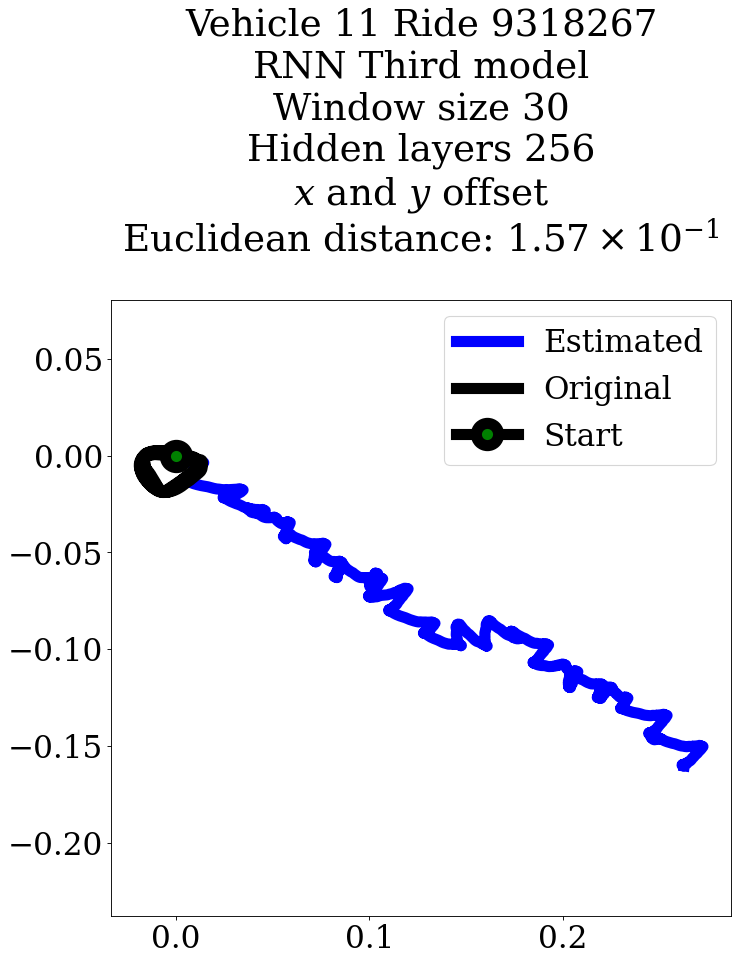 Vehicle 11 Ride 9318267
RNN Third model
Window size 30
Hidden layers 256
x and y offset
Euclidean distance: 1.57 × 10⁻¹
Estimated
Original
Start
0.05
0.00
−0.05
−0.10
−0.15
−0.20
0.0 0.1 0.2